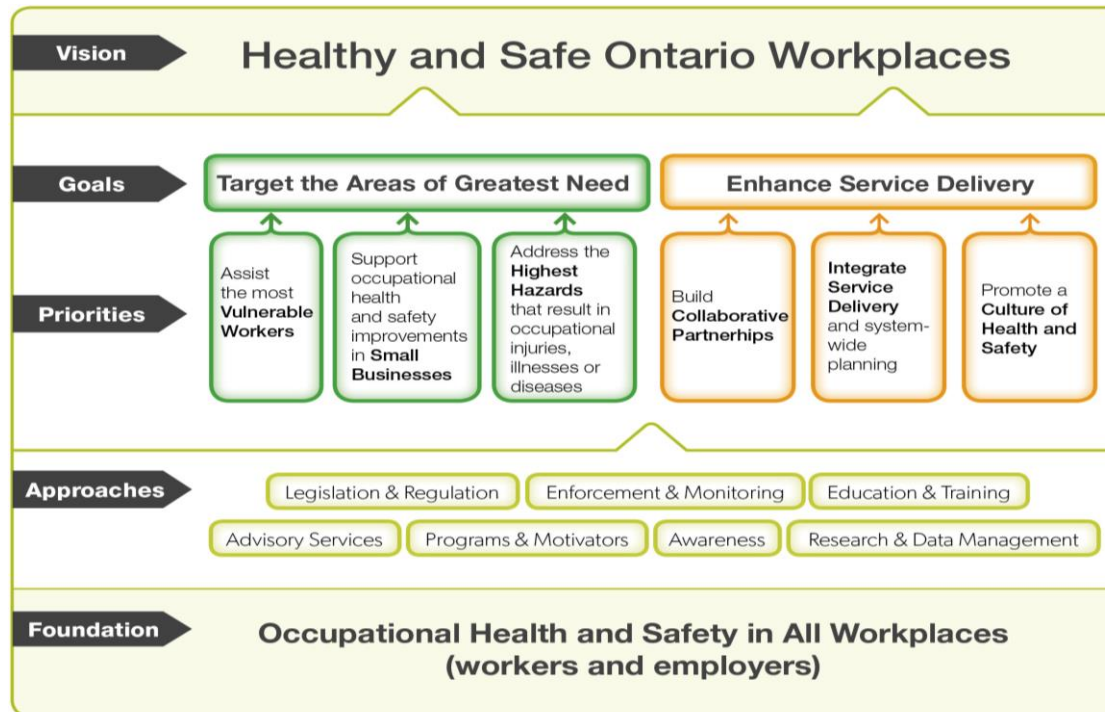 Vision
Healthy and Safe Ontario Workplaces
Goals
Target the Areas of Greatest Need
Enhance Service Delivery
Priorities
Assist
the most
Vulnerable
Workers
Support
occupational
health
and safety
improvements
in Small
Businesses
Address the
Highest
Hazards
that result in
occupational
injuries,
illnesses or
diseases
Build
Collaborative
Partnerhips
Integrate
Service
Delivery
and system-
wide
planning
Promote a
Culture of
Health and
Safety
Approaches
Legislation & Regulation
Enforcement & Monitoring
Education & Training
Advisory Services
Programs & Motivators
Awareness
Research & Data Management
Foundation
Occupational Health and Safety in All Workplaces
(workers and employers)